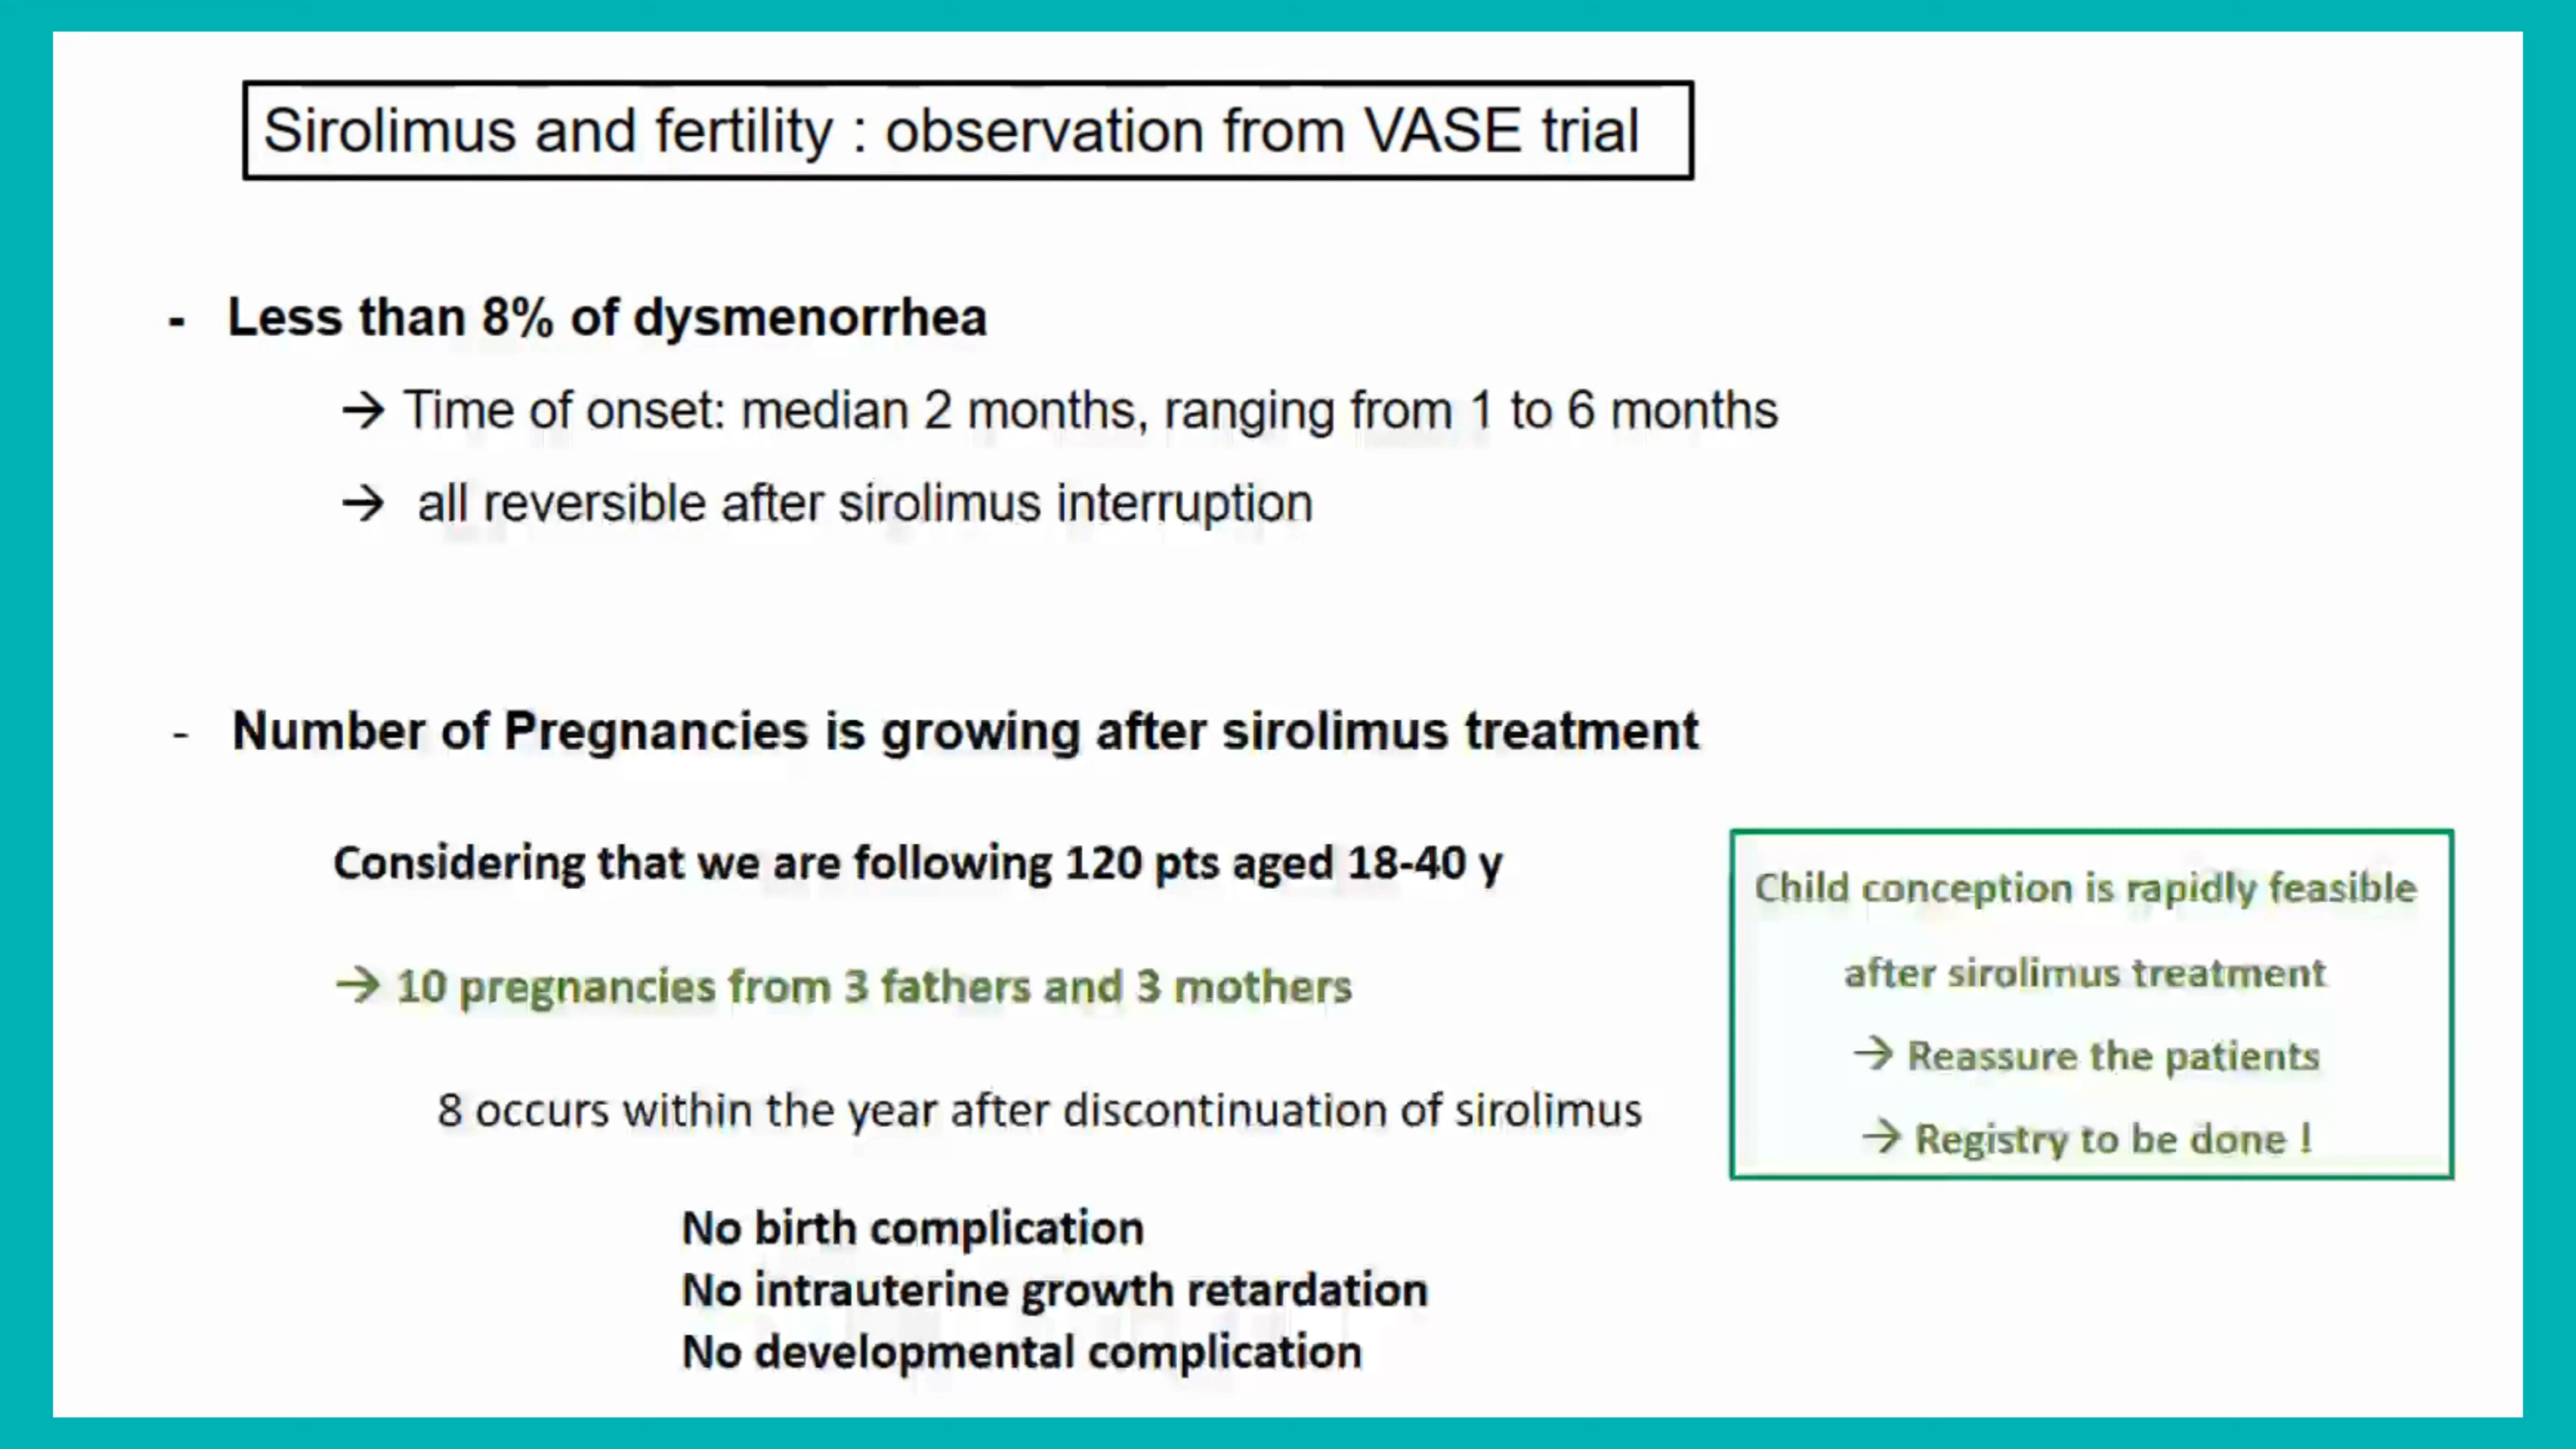 Sirolimus and fertility : observation from VASE trial
- Less than 8% of dysmenorrhea
→ Time of onset: median 2 months, ranging from 1 to 6 months
→ all reversible after sirolimus interruption
- Number of Pregnancies is growing after sirolimus treatment
Considering that we are following 120 pts aged 18-40 y
→ 10 pregnancies from 3 fathers and 3 mothers
8 occurs within the year after discontinuation of sirolimus
No birth complication
No intrauterine growth retardation
No developmental complication
Child conception is rapidly feasible
after sirolimus treatment
→ Reassure the patients
→ Registry to be done !